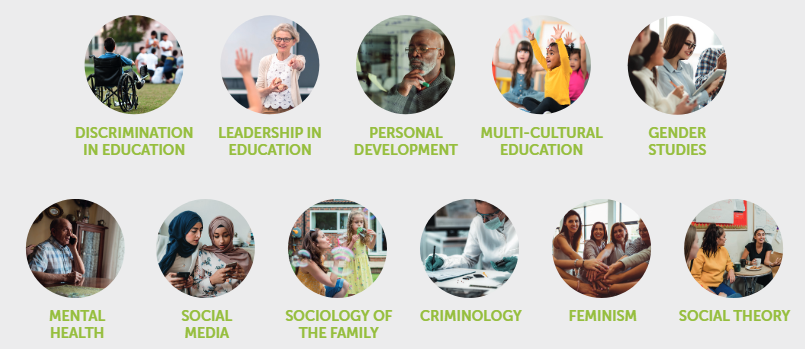 DISCRIMINATION
IN EDUCATION
LEADERSHIP IN
EDUCATION
PERSONAL
DEVELOPMENT
MULTI-CULTURAL
EDUCATION
GENDER
STUDIES
MENTAL
HEALTH
SOCIAL
MEDIA
SOCIOLOGY OF
THE FAMILY
CRIMINOLOGY
FEMINISM
SOCIAL THEORY